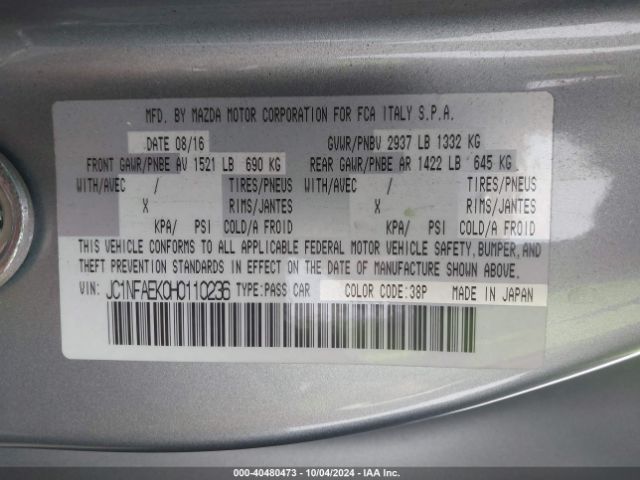 MFD. BY MAZDA MOTOR CORPORATION FOR FCA ITALY S.P.A.
DATE 08/16 GVWR/PNBV 2937 LB 1332 KG
FRONT GAWR/PNBE AV 1521 LB 690 KG REAR GAWR/PNBE AR 1422 LB 645 KG
WITH/AVEC / TIRES/PNEUS WITH/AVEC / TIRES/PNEUS
X RIMS/JANTES X RIMS/JANTES
KPA/ PSI COLD/A FROID KPA/ PSI COLD/A FROID
THIS VEHICLE CONFORMS TO ALL APPLICABLE FEDERAL MOTOR VEHICLE SAFETY, BUMPER, AND
THEFT PREVENTION STANDARDS IN EFFECT ON THE DATE OF MANUFACTURE SHOWN ABOVE.
VIN: JC1NFAEK0H0110236 TYPE:PASS CAR COLOR CODE:38P MADE IN JAPAN
© - #40480473 - 10/04/2024 - IAA Inc.